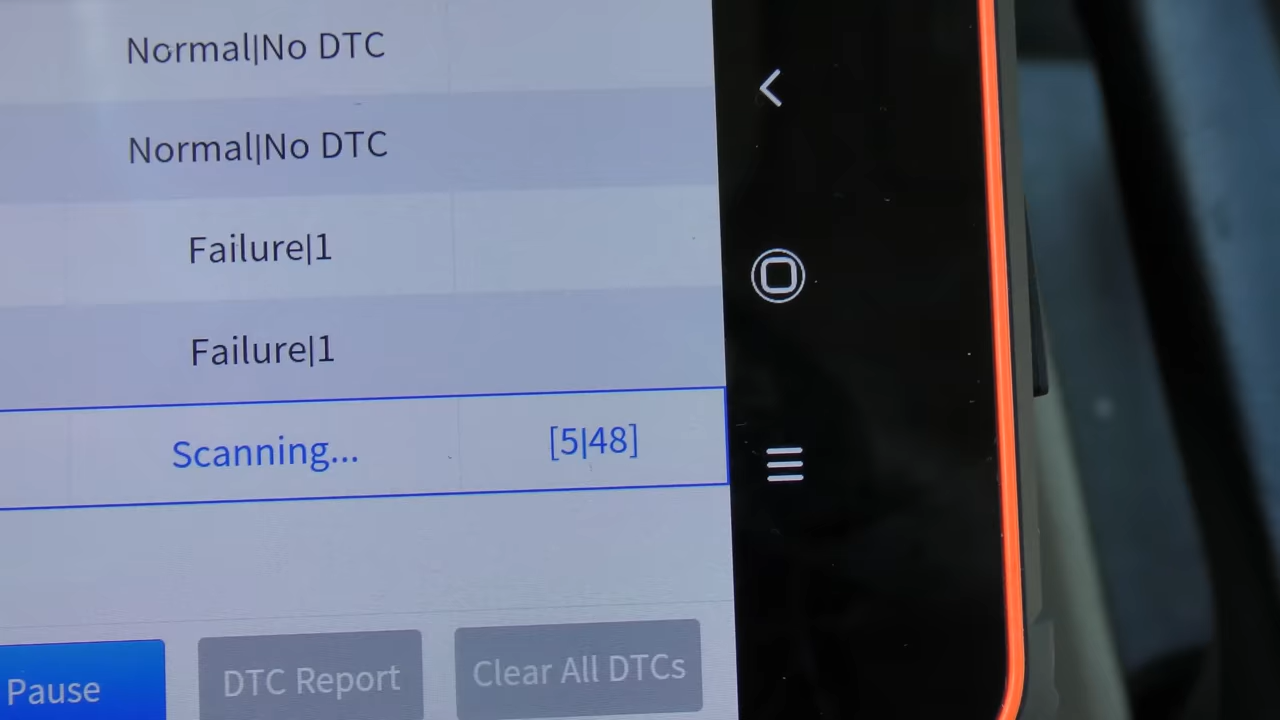 Normal|No DTC
Normal|No DTC
Failure|1
Failure|1
Scanning... [5|48]
Pause DTC Report Clear All DTCs